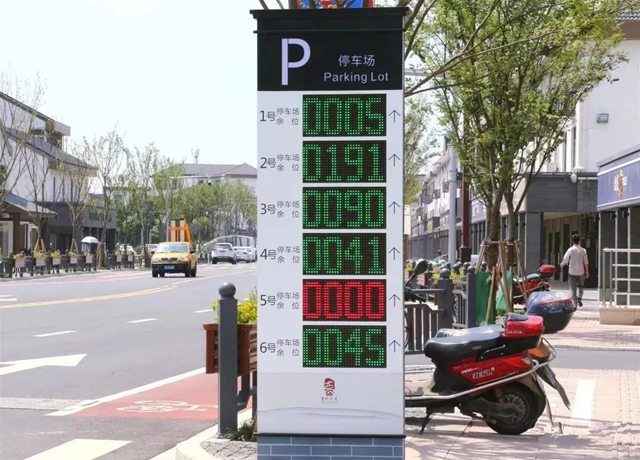 P 停车场
Parking Lot
1号 停车场余位 0005 ↑
2号 停车场余位 0191 ↑
3号 停车场余位 0090 ↑
4号 停车场余位 0041 ↑
5号 停车场余位 0000
6号 停车场余位 0045 ↑